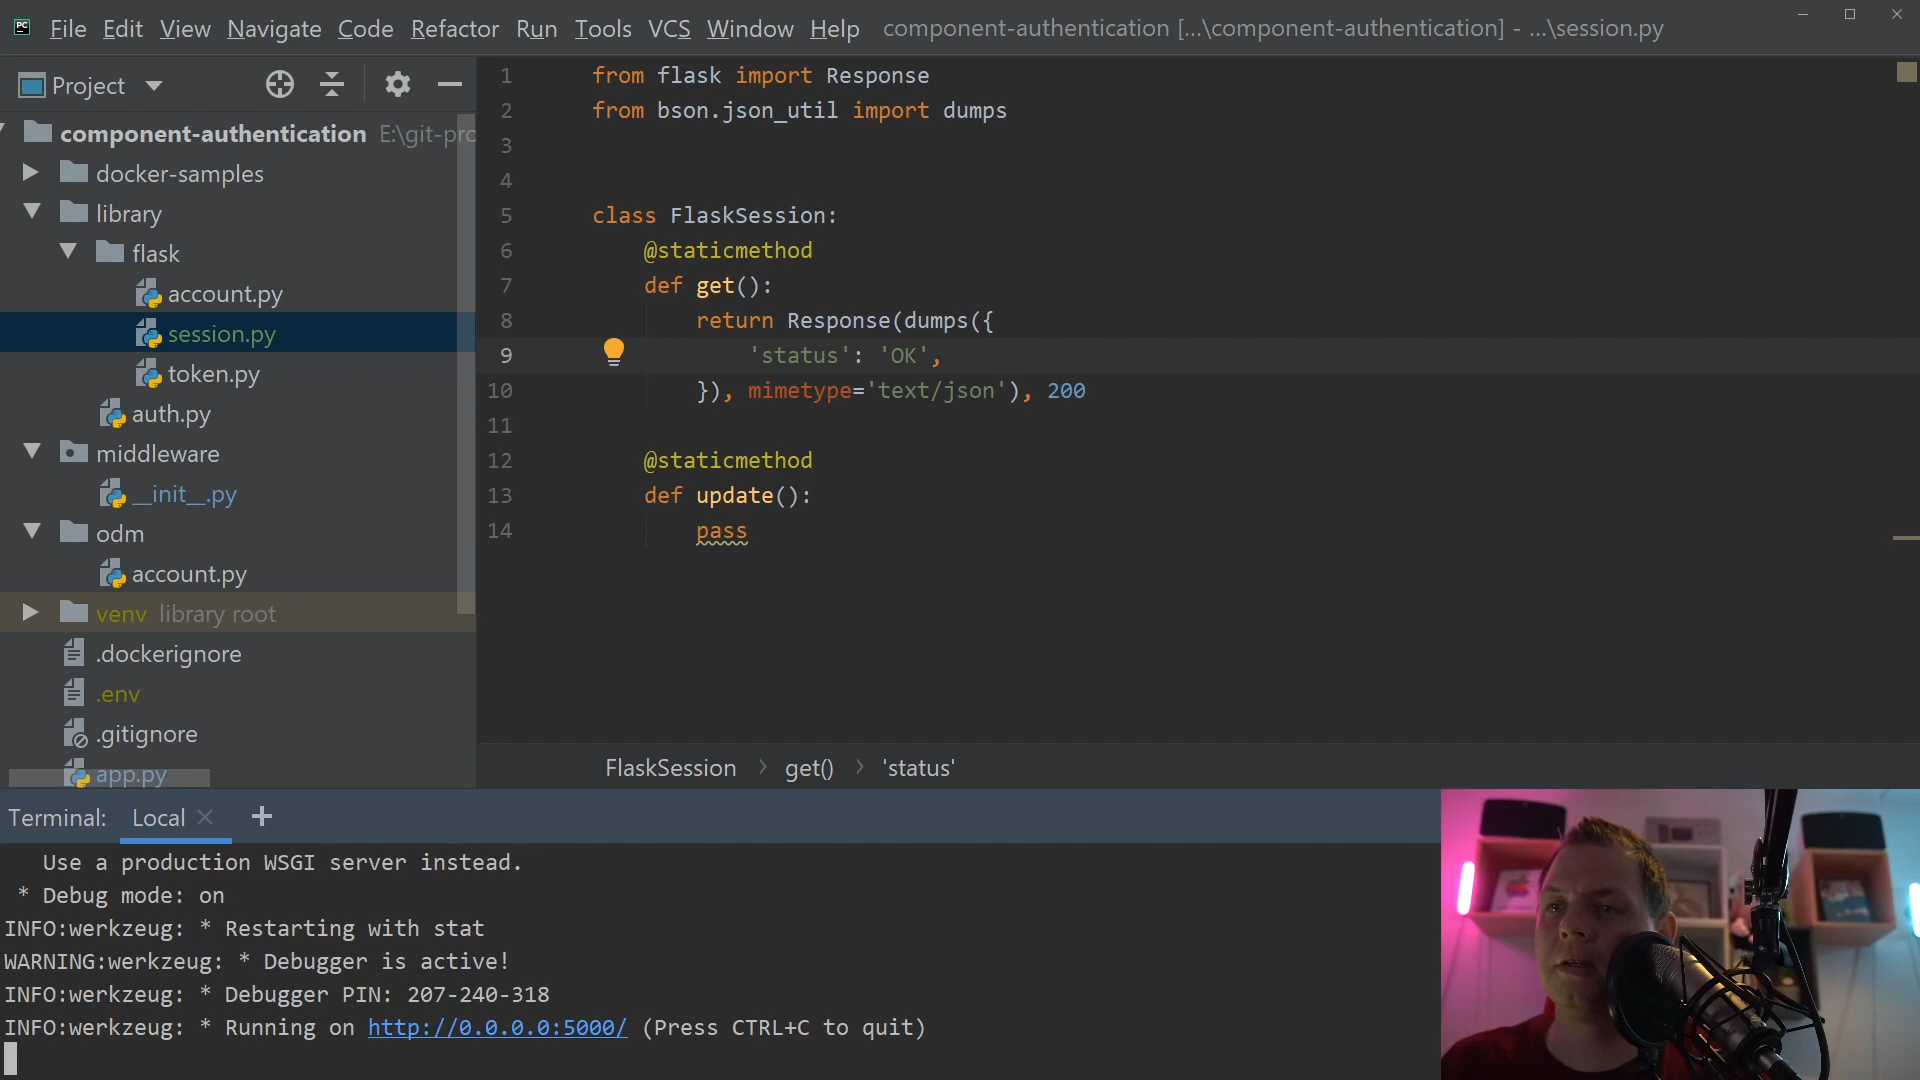 PC File Edit View Navigate Code Refactor Run Tools VCS Window Help component-authentication [...\component-authentication] - ...\session.py
Project
component-authentication E:\git-pro
docker-samples
library
flask
account.py
session.py
token.py
auth.py
middleware
__init__.py
odm
account.py
venv library root
.dockerignore
.env
.gitignore
app.py
1 from flask import Response
2 from bson.json_util import dumps
3
4
5 class FlaskSession:
6 @staticmethod
7 def get():
8 return Response(dumps({
9 'status': 'OK',
10 }), mimetype='text/json'), 200
11
12 @staticmethod
13 def update():
14 pass
FlaskSession > get() > 'status'
Terminal: Local × +
Use a production WSGI server instead.
* Debug mode: on
INFO:werkzeug: * Restarting with stat
WARNING:werkzeug: * Debugger is active!
INFO:werkzeug: * Debugger PIN: 207-240-318
INFO:werkzeug: * Running on http://0.0.0.0:5000/ (Press CTRL+C to quit)